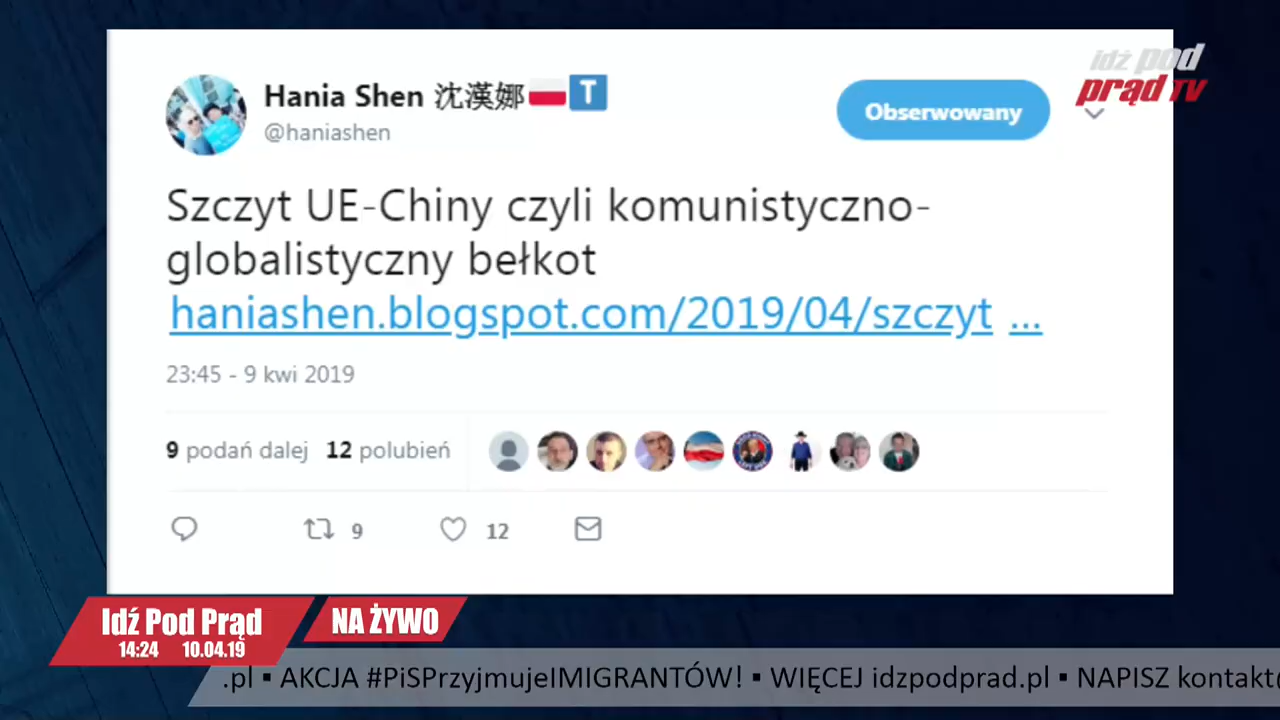 Hania Shen 沈漢娜
T
@haniashen
Obserwowany
idź pod
prąd TV
Szczyt UE-Chiny czyli komunistyczno-
globalistyczny bełkot
haniashen.blogspot.com/2019/04/szczyt ...
23:45 - 9 kwi 2019
9 podań dalej 12 polubień
9 12
Idź Pod Prąd
14:24 10.04.19
NA ŻYWO
.pl ▪ AKCJA #PiSPrzyjmujeIMIGRANTÓW! ▪ WIĘCEJ idzpodprad.pl ▪ NAPISZ kontakt@